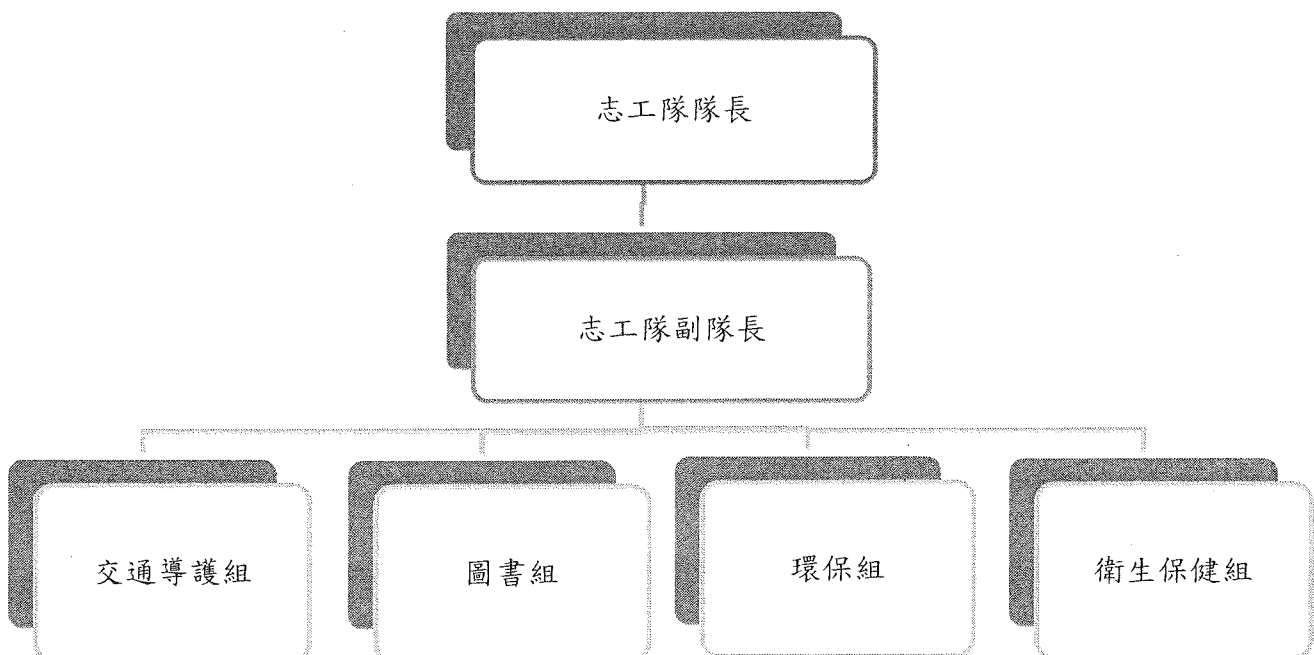 志工隊隊長
志工隊副隊長
交通導護組
圖書組
環保組
衛生保健組